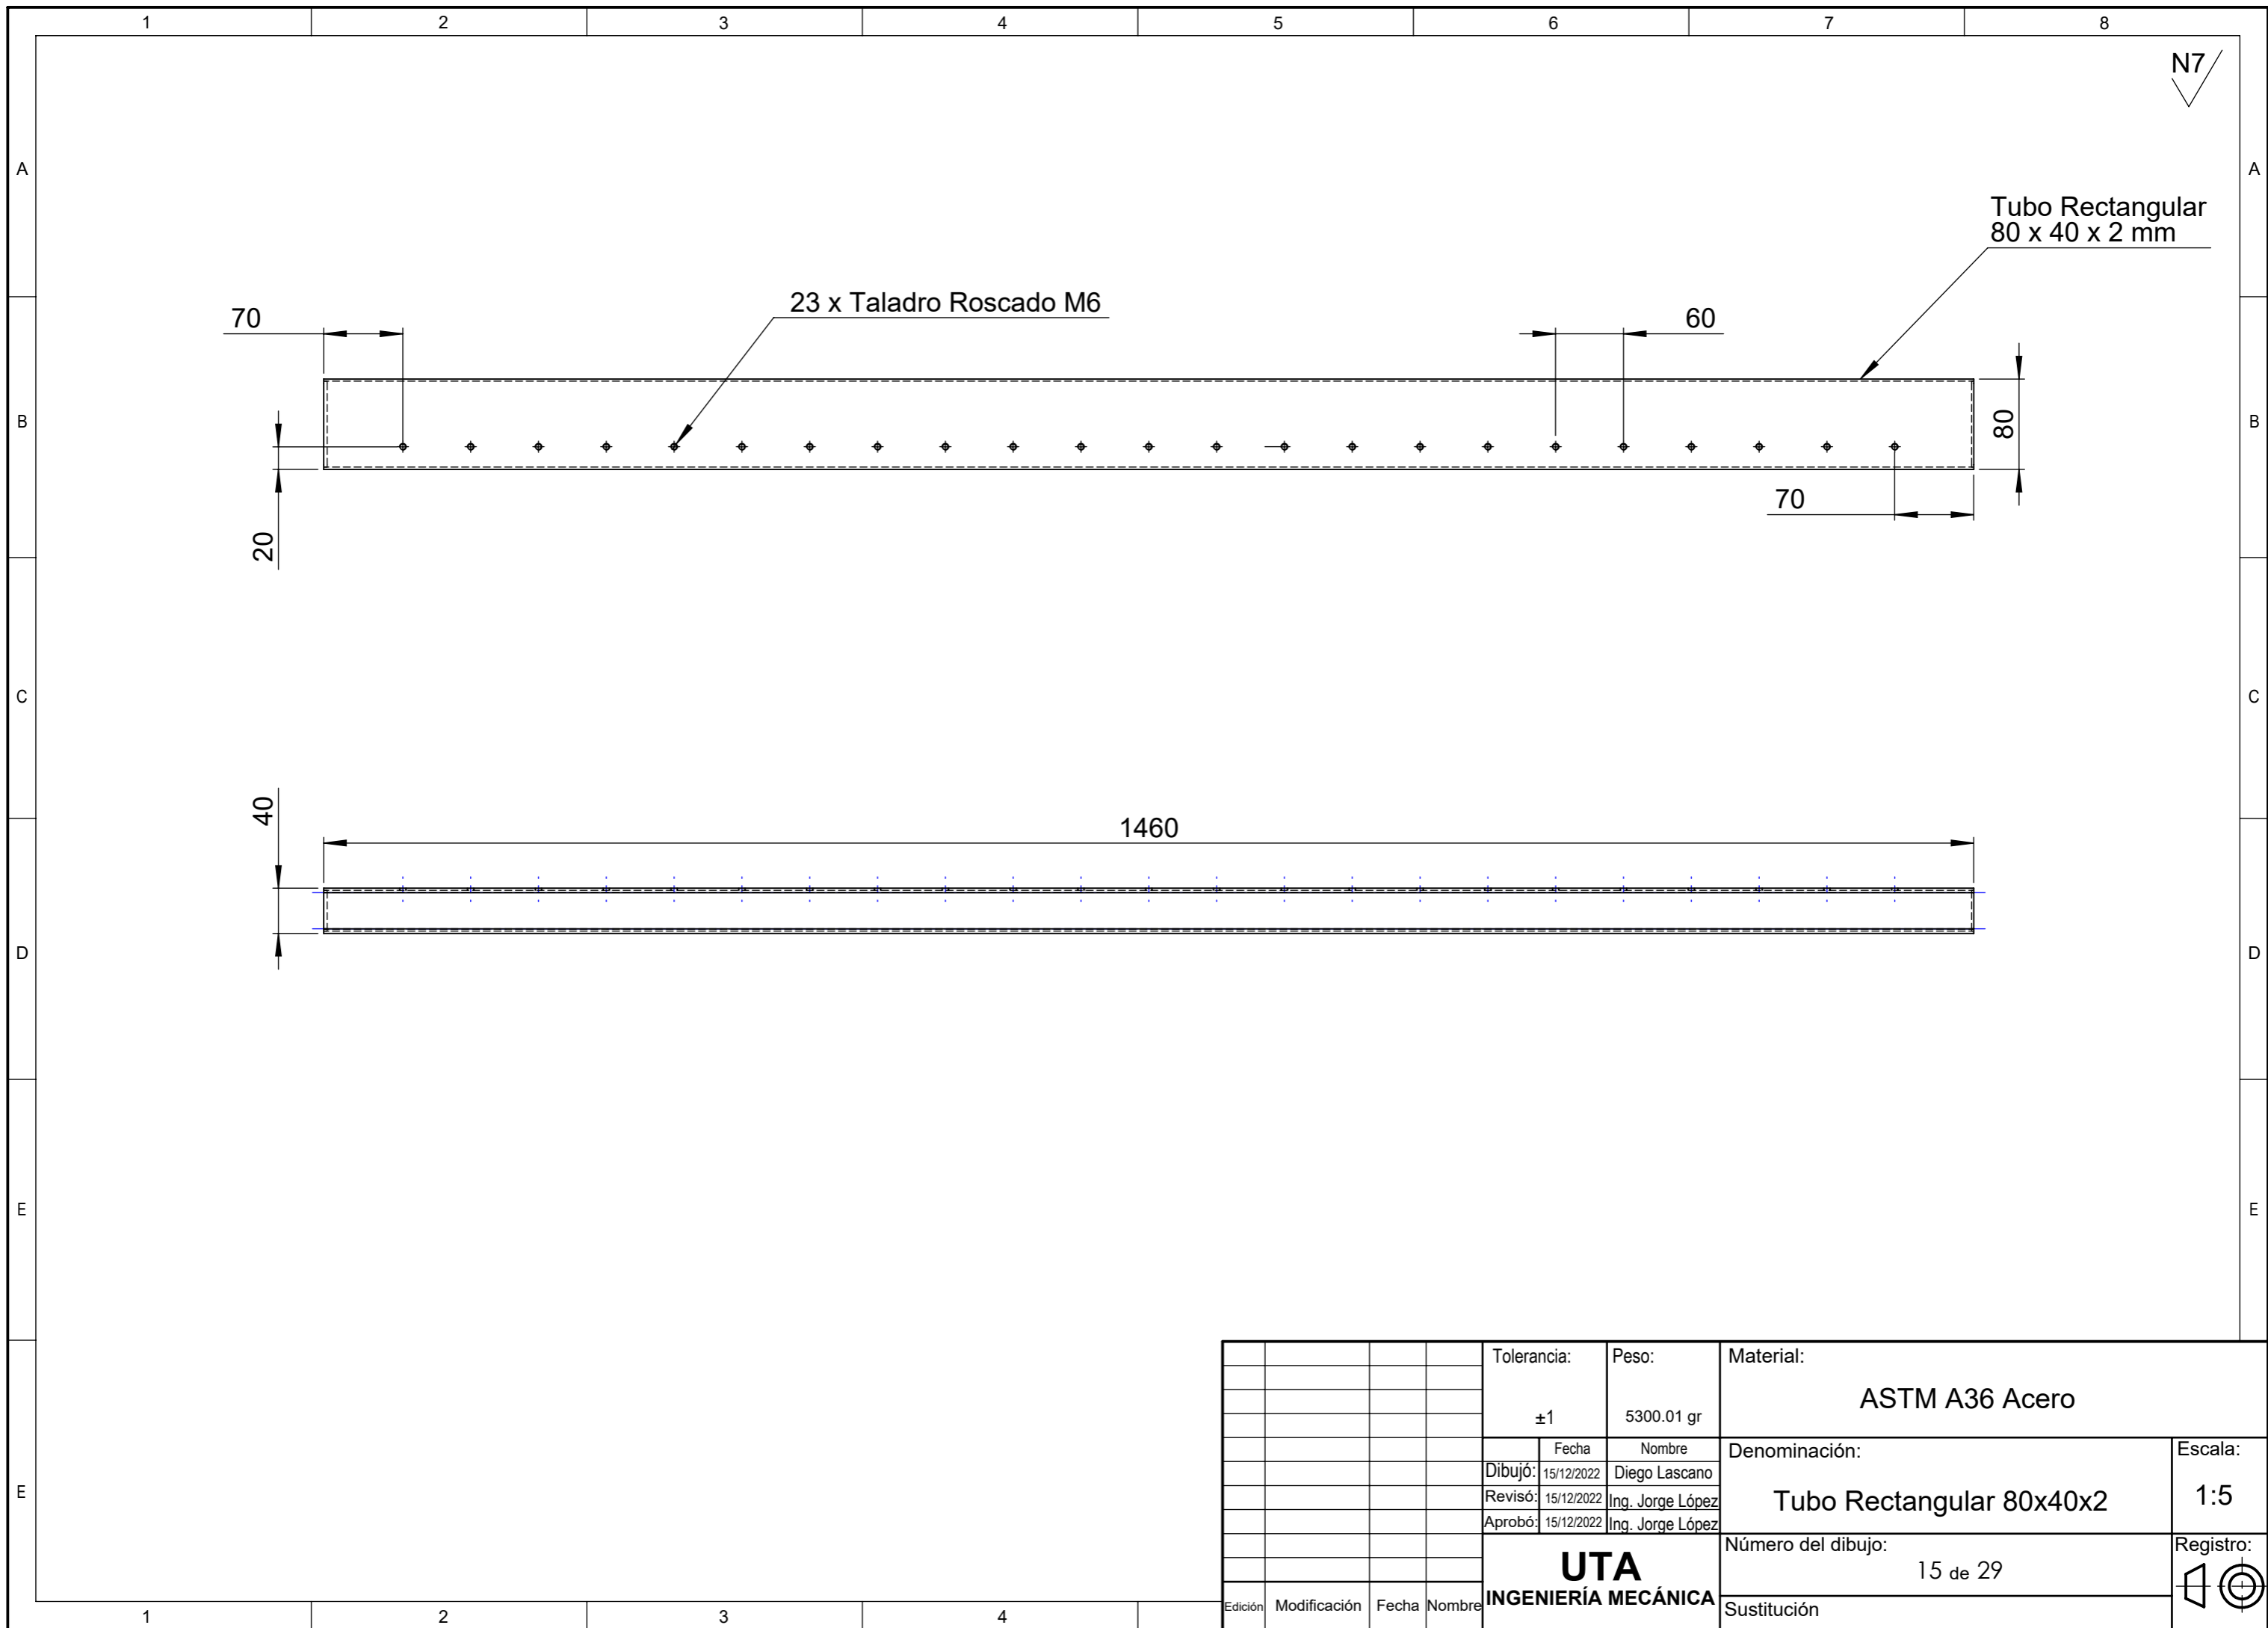 1 2 3 4 5 6 7 8
N7
A A
Tubo Rectangular
80 x 40 x 2 mm
23 x Taladro Roscado M6
70 60
B 80 B
70
20
C C
40
1460
D D
E E
E
Tolerancia: Peso: Material:
ASTM A36 Acero
±1 5300.01 gr
Fecha Nombre Denominación: Escala:
Dibujó: 15/12/2022 Diego Lascano
Revisó: 15/12/2022 Ing. Jorge López Tubo Rectangular 80x40x2 1:5
Aprobó: 15/12/2022 Ing. Jorge López
Número del dibujo: Registro:
UTA 15 de 29
INGENIERÍA MECÁNICA
Edición Modificación Fecha Nombre Sustitución
1 2 3 4